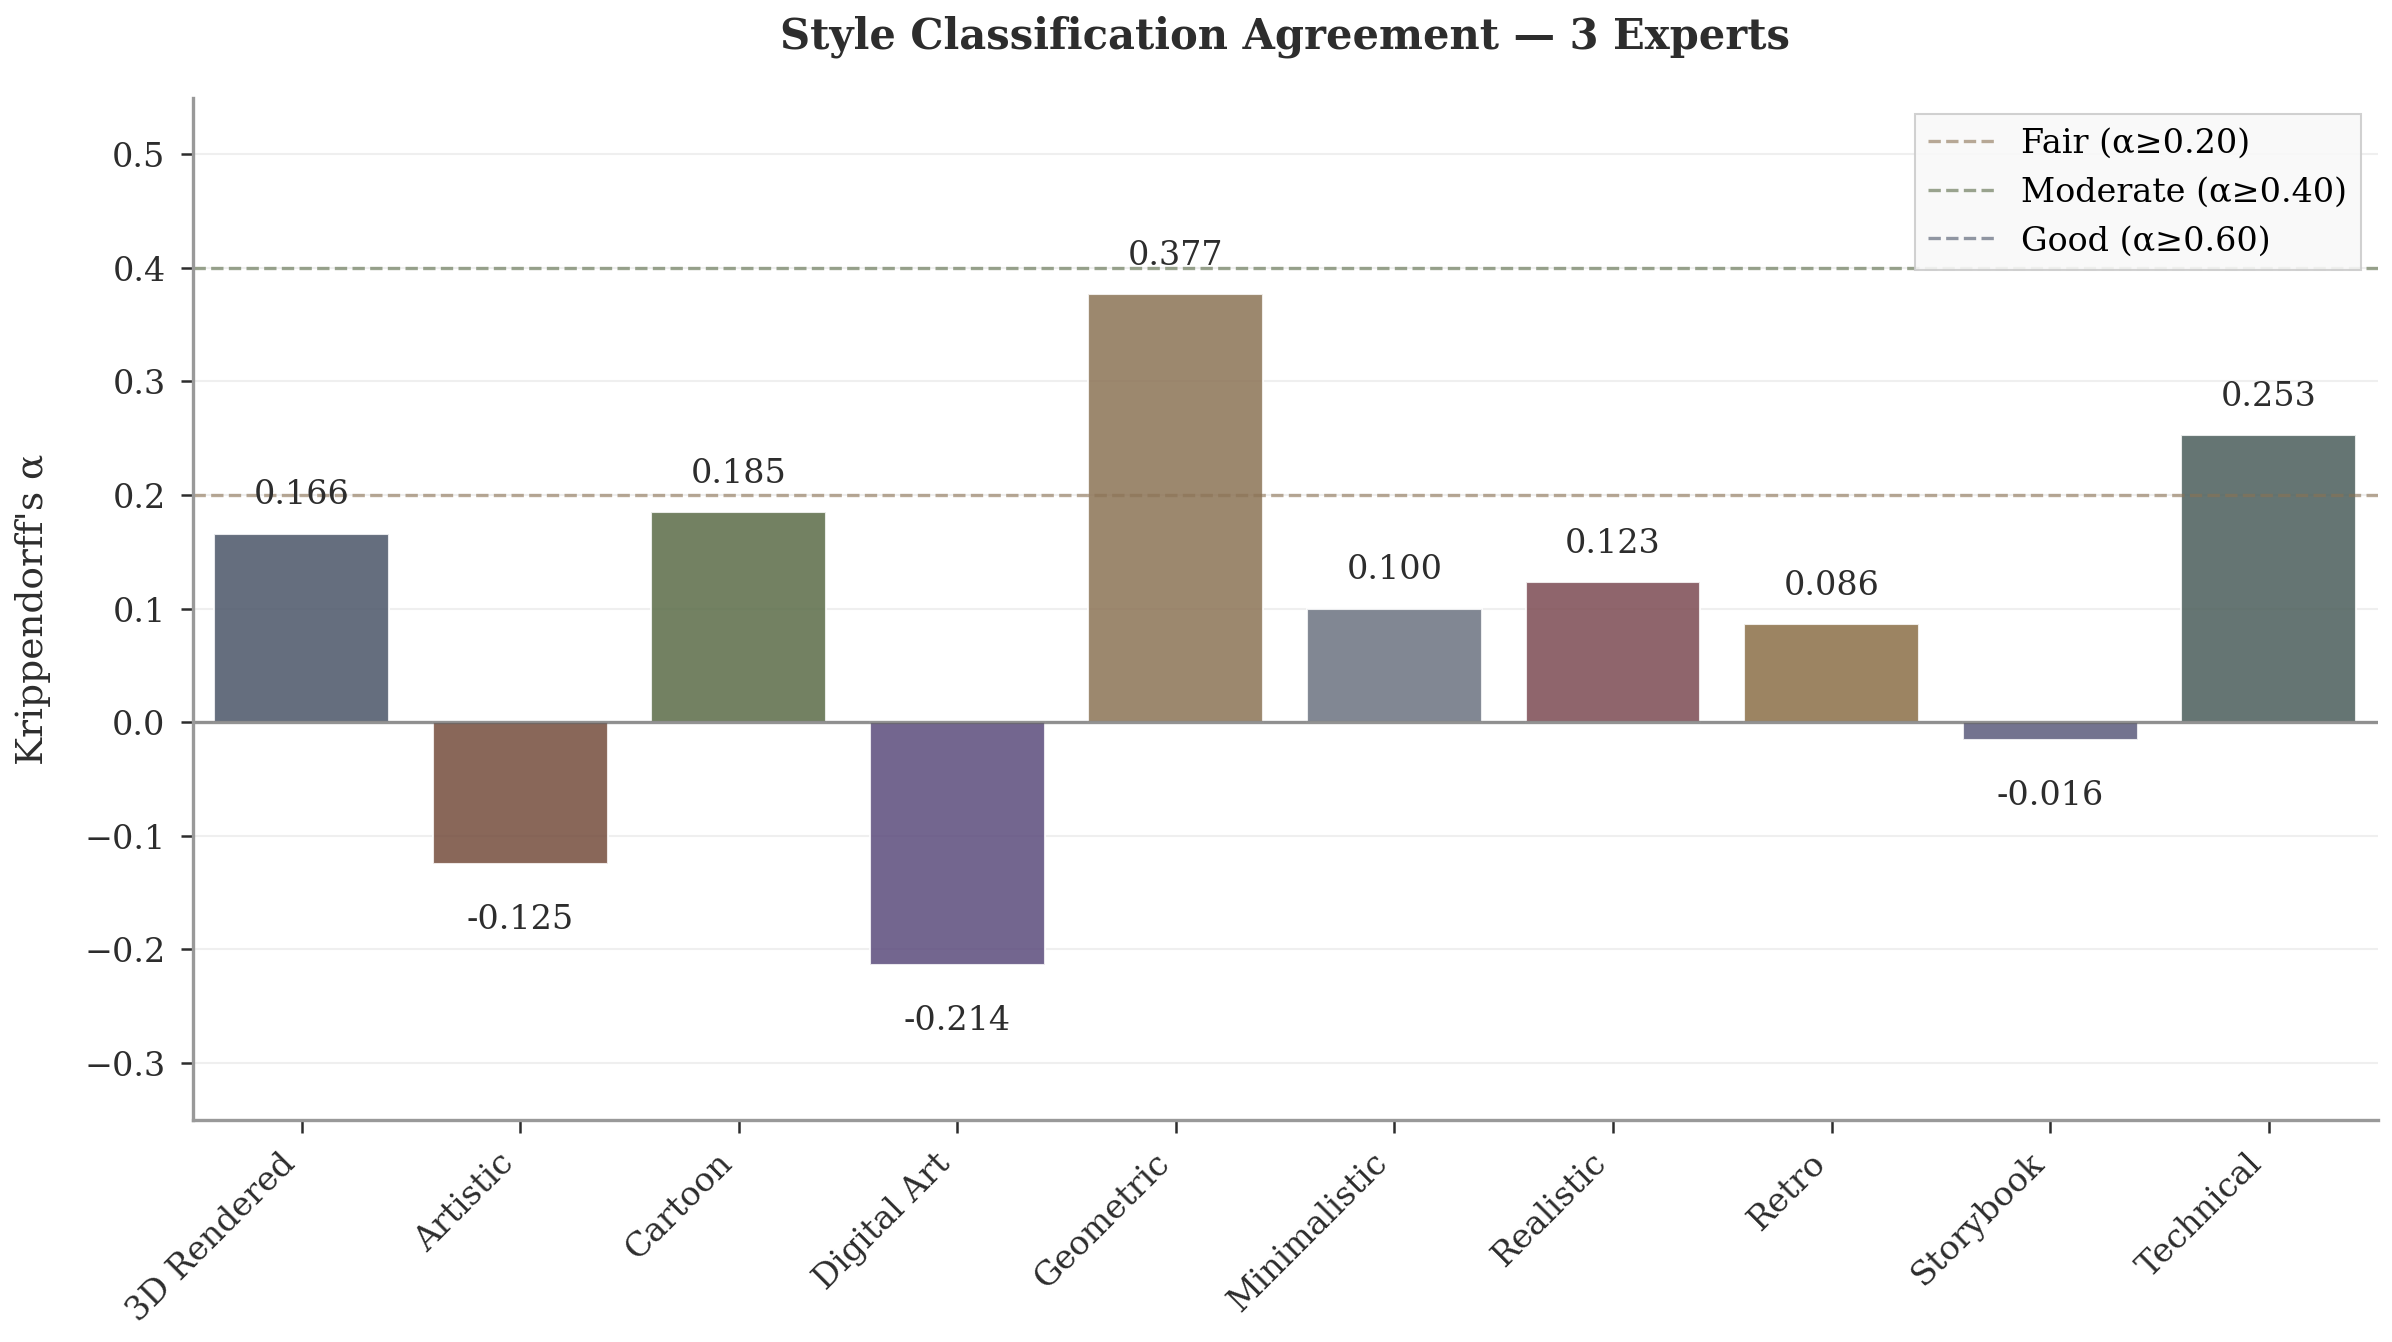 Style Classification Agreement — 3 Experts
Fair (α≥0.20)
Moderate (α≥0.40)
Good (α≥0.60)
Krippendorff's α
0.5
0.4
0.3
0.2
0.1
0.0
−0.1
−0.2
−0.3
0.166
-0.125
0.185
-0.214
0.377
0.100
0.123
0.086
-0.016
0.253
3D Rendered
Artistic
Cartoon
Digital Art
Geometric
Minimalistic
Realistic
Retro
Storybook
Technical